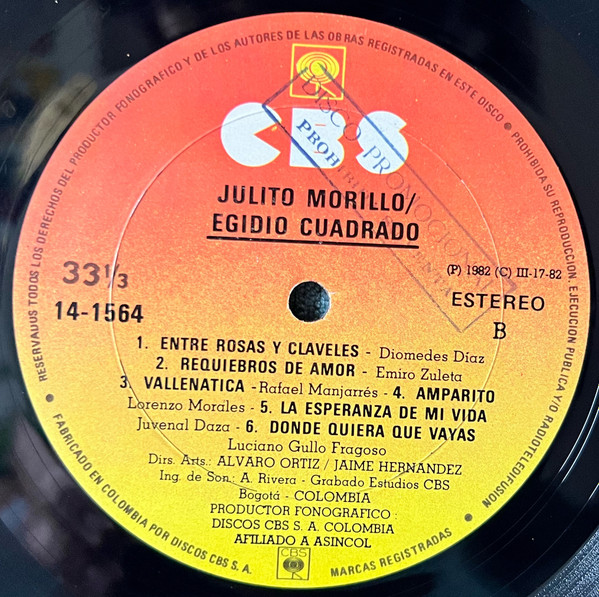 RESERVADOS TODOS LOS DERECHOS DEL PRODUCTOR FONOGRAFICO Y DE LOS AUTORES DE LAS OBRAS REGISTRADAS EN ESTE DISCO • PROHIBIDA SU REPRODUCCION, EJECUCION PUBLICA Y/O RADIOTELEDIFUSION
CBS
DISCO PROMOCIONAL
JULITO MORILLO/
EGIDIO CUADRADO
33 1/3
14-1564
(P) 1982 (C) III-17-82
ESTEREO
B
1. ENTRE ROSAS Y CLAVELES - Diomedes Díaz
2. REQUIEBROS DE AMOR - Emiro Zuleta
3. VALLENATICA - Rafael Manjarrés - 4. AMPARITO
Lorenzo Morales - 5. LA ESPERANZA DE MI VIDA
Juvenal Daza - 6. DONDE QUIERA QUE VAYAS
Luciano Gullo Fragoso
Dirs. Arts.: ALVARO ORTIZ / JAIME HERNANDEZ
Ing. de Son.: A. Rivera - Grabado Estudios CBS
Bogotá - COLOMBIA
PRODUCTOR FONOGRAFICO:
DISCOS CBS S. A. COLOMBIA
AFILIADO A ASINCOL
CBS
FABRICADO EN COLOMBIA POR DISCOS CBS S. A.
MARCAS REGISTRADAS